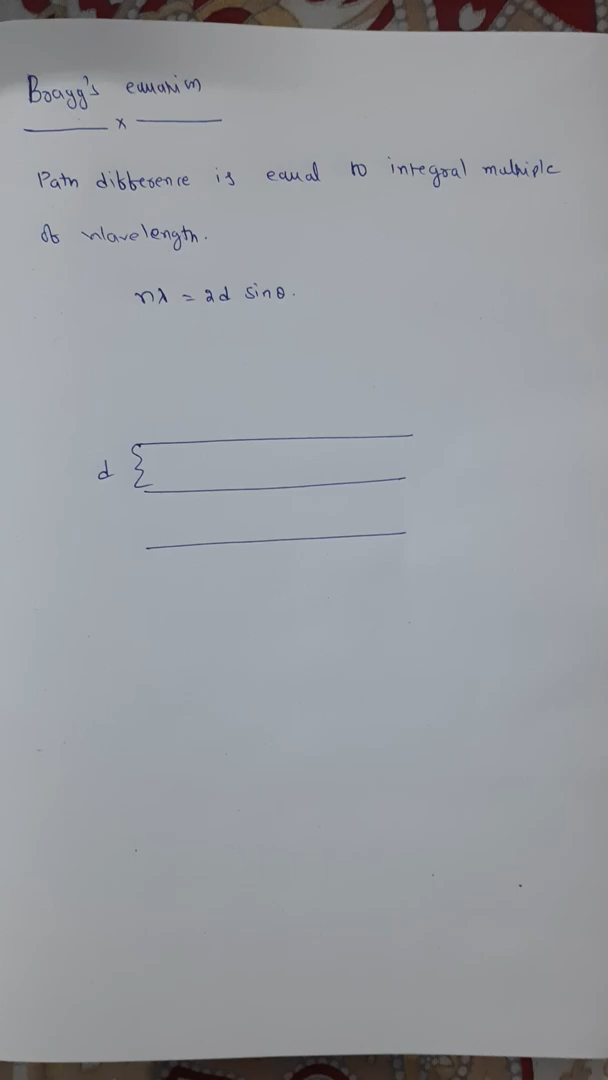 Bragg's equation
x
Path difference is equal to integral multiple
of wavelength.
nλ = 2d sinθ.
d